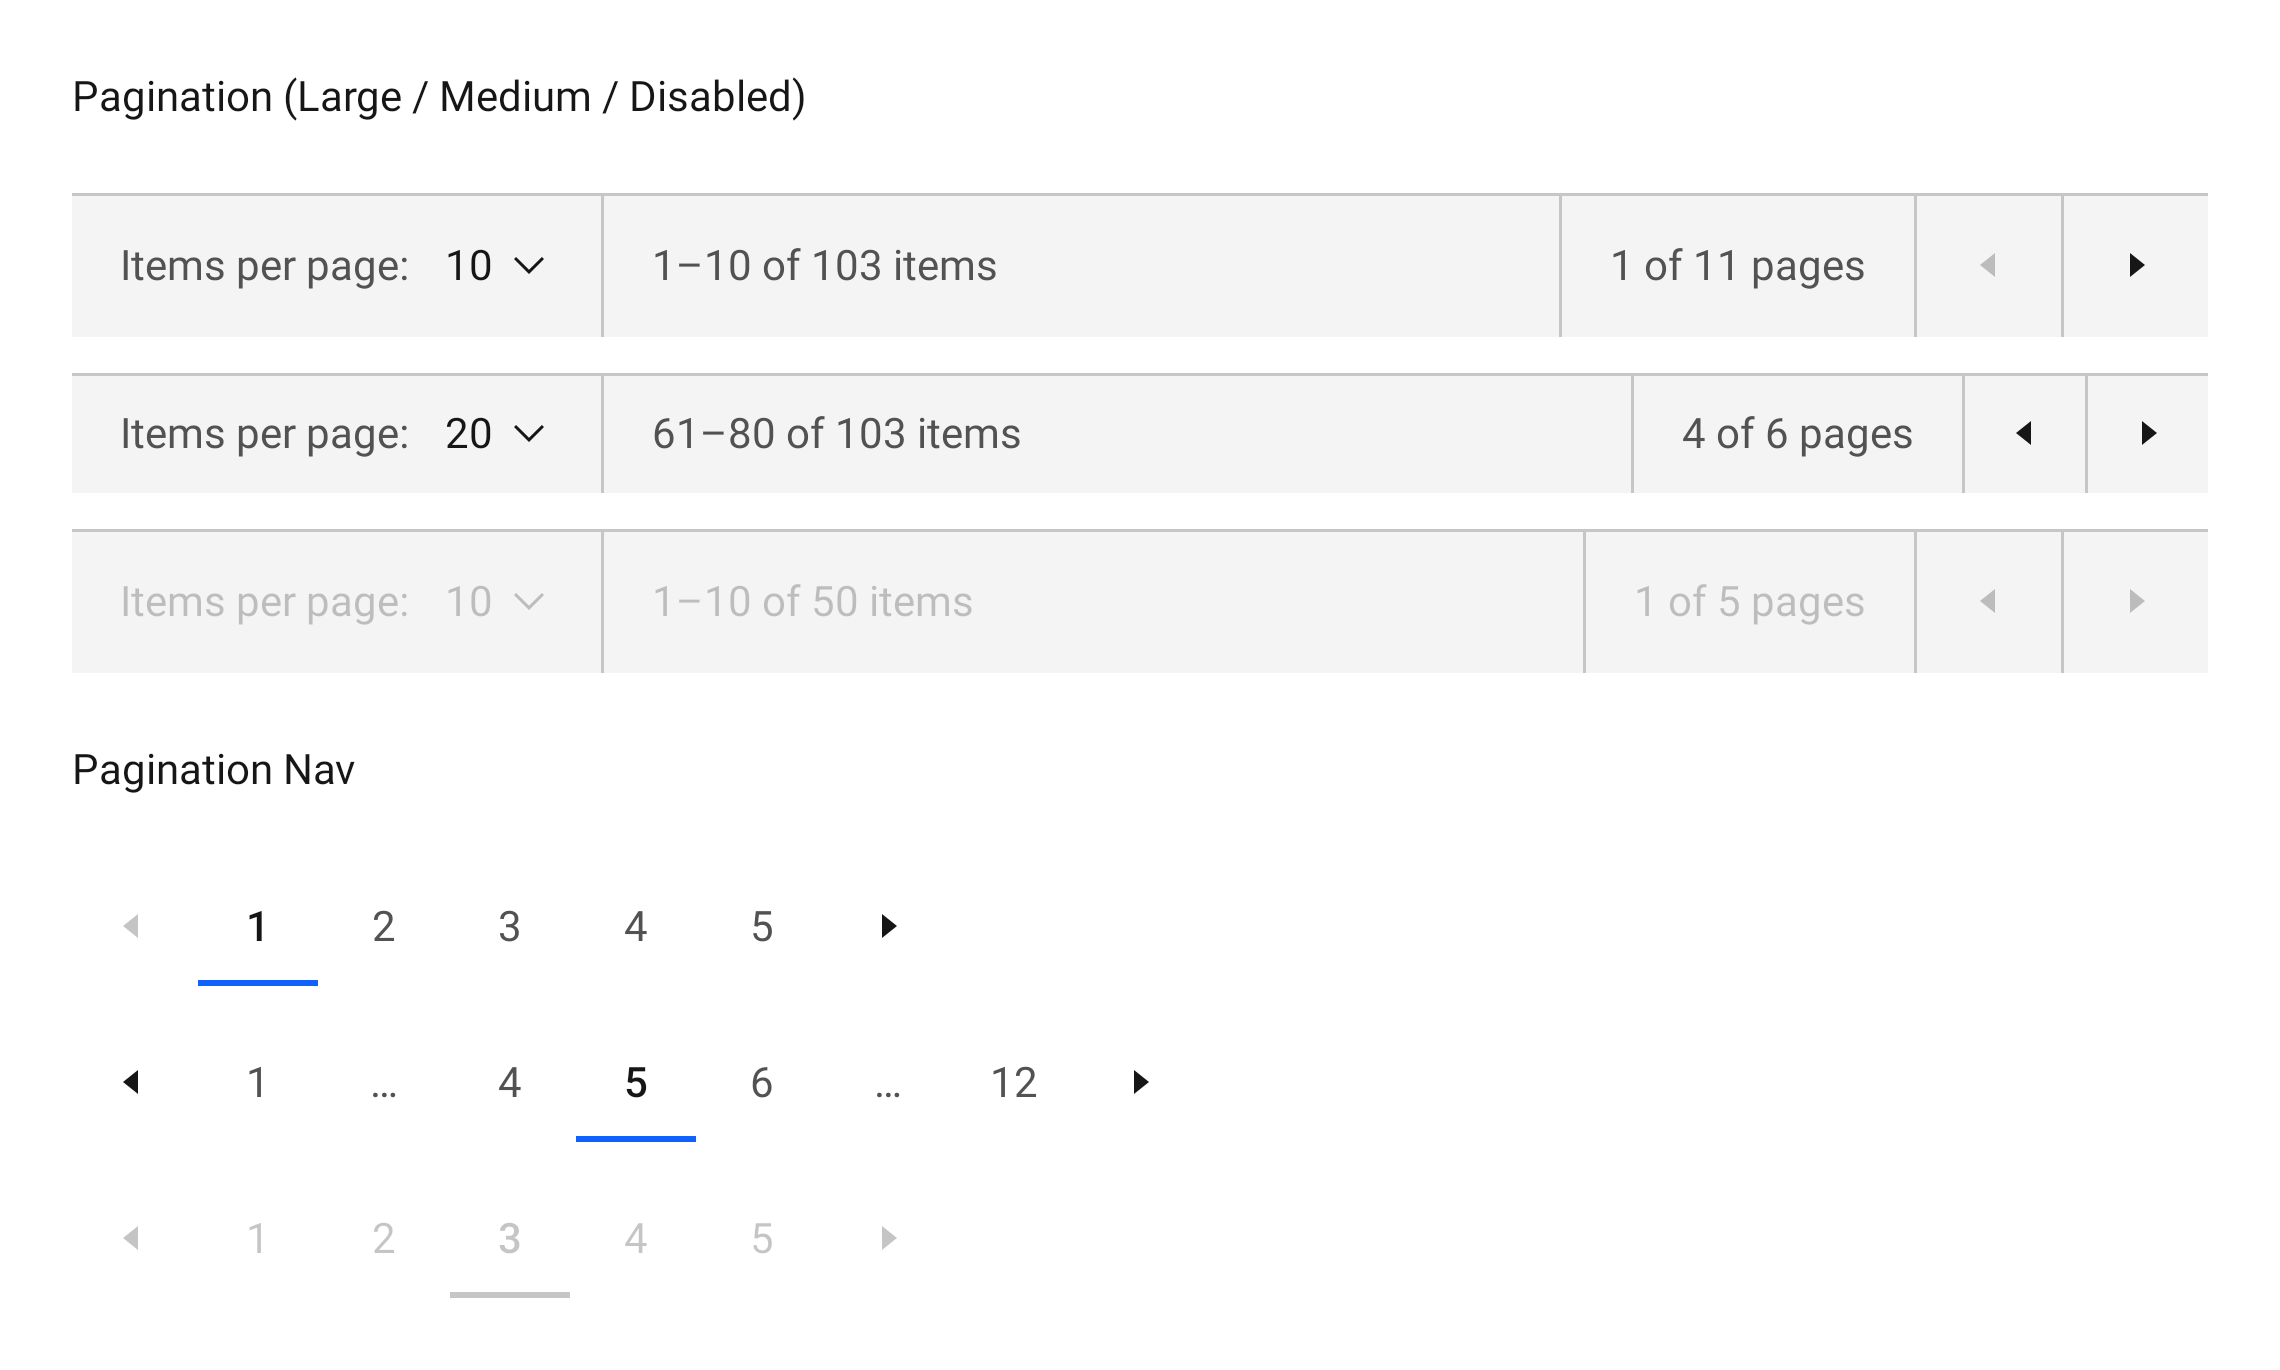 Pagination (Large / Medium / Disabled)
Items per page: 10 1–10 of 103 items 1 of 11 pages
Items per page: 20 61–80 of 103 items 4 of 6 pages
Items per page: 10 1–10 of 50 items 1 of 5 pages
Pagination Nav
1 2 3 4 5
1 … 4 5 6 … 12
1 2 3 4 5